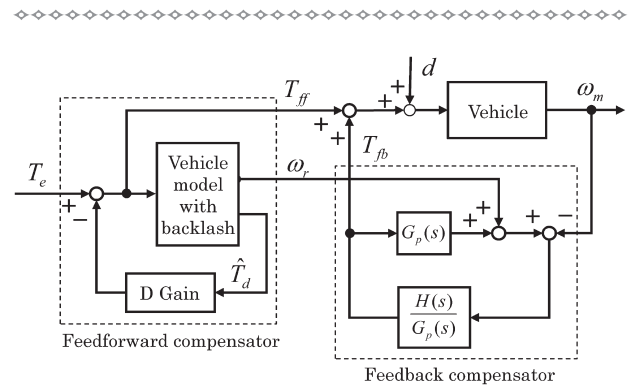 d
T_ff
ω_m
+
+
+
+
Vehicle
T_fb
T_e
Vehicle
model
with
backlash
ω_r
+
−
+
+
+
−
G_p(s)
T̂_d
D Gain
H(s)
G_p(s)
Feedforward compensator
Feedback compensator